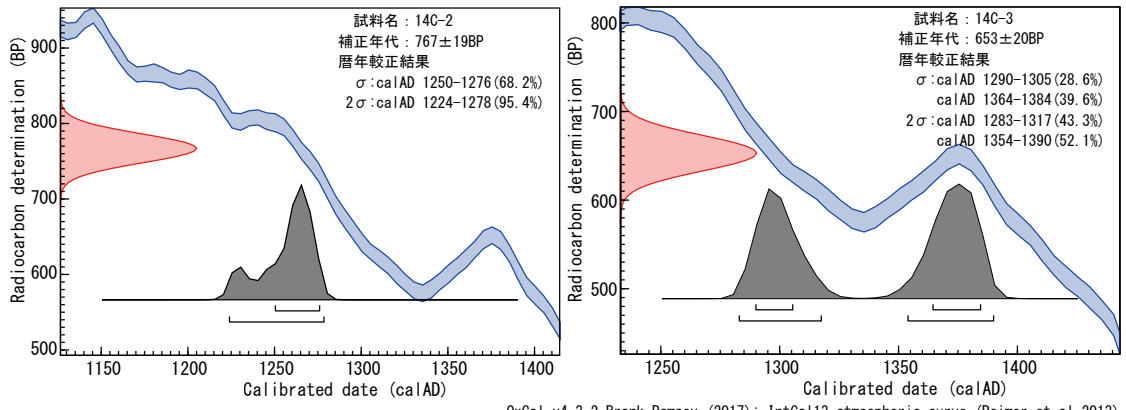 試料名：14C-2
補正年代：767±19BP
暦年較正結果
σ:calAD 1250-1276(68.2%)
2σ:calAD 1224-1278(95.4%)
Radiocarbon determination (BP)
900
800
700
600
500
1150
1200
1250
1300
1350
1400
Calibrated date (calAD)
試料名：14C-3
補正年代：653±20BP
暦年較正結果
σ:calAD 1290-1305(28.6%)
calAD 1364-1384(39.6%)
2σ:calAD 1283-1317(43.3%)
calAD 1354-1390(52.1%)
Radiocarbon determination (BP)
800
700
600
500
1250
1300
1350
1400
Calibrated date (calAD)